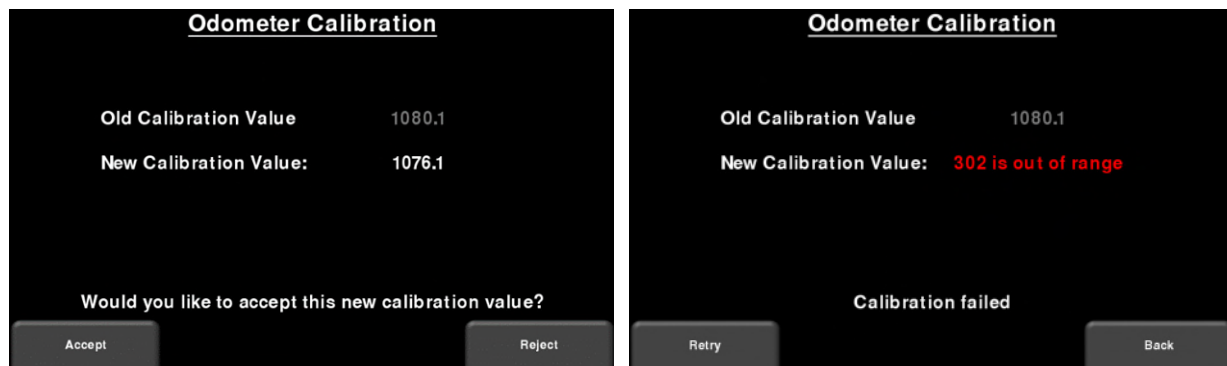 Odometer Calibration
Old Calibration Value 1080.1
New Calibration Value: 1076.1
Would you like to accept this new calibration value?
Accept Reject
Odometer Calibration
Old Calibration Value 1080.1
New Calibration Value: 302 is out of range
Calibration failed
Retry Back